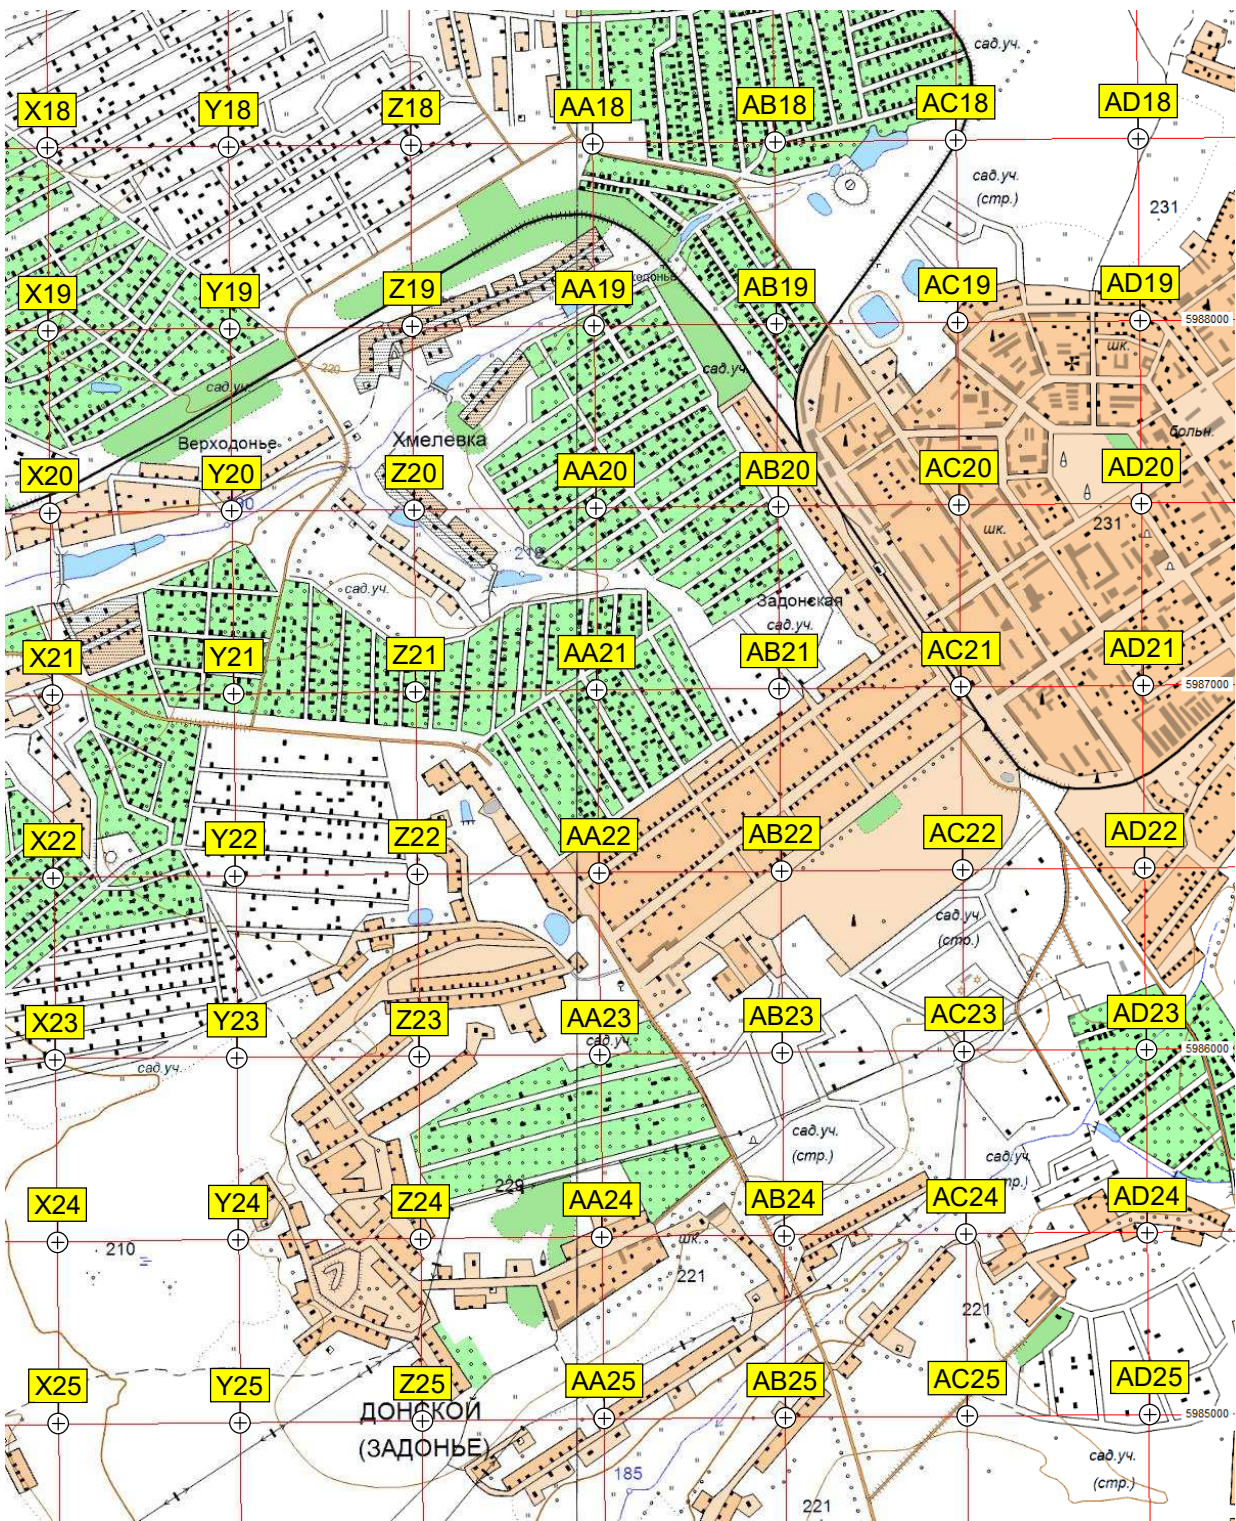 сад.уч.
X18 Y18 Z18 AA18 AB18 AC18 AD18
сад.уч.
(стр.)
231
X19 Y19 Z19 AA19 AB19 AC19 AD19
5988000
шк.
220
сад.уч.
сад.уч.
Верходонье
Хмелевка
больн.
X20 Y20 Z20 AA20 AB20 AC20 AD20
231
шк.
сад.уч.
Задонская
сад.уч.
X21 Y21 Z21 AA21 AB21 AC21 AD21
5987000
X22 Y22 Z22 AA22 AB22 AC22 AD22
сад.уч.
(стр.)
X23 Y23 Z23 AA23 AB23 AC23 AD23
сад.уч.
5986000
сад.уч.
сад.уч.
(стр.)
сад.уч.
X24 Y24 Z24 AA24 AB24 AC24 AD24
шк.
210
221
221
X25 Y25 Z25 AA25 AB25 AC25 AD25
5985000
ДОНСКОЙ
(ЗАДОНЬЕ)
сад.уч.
(стр.)
185
221